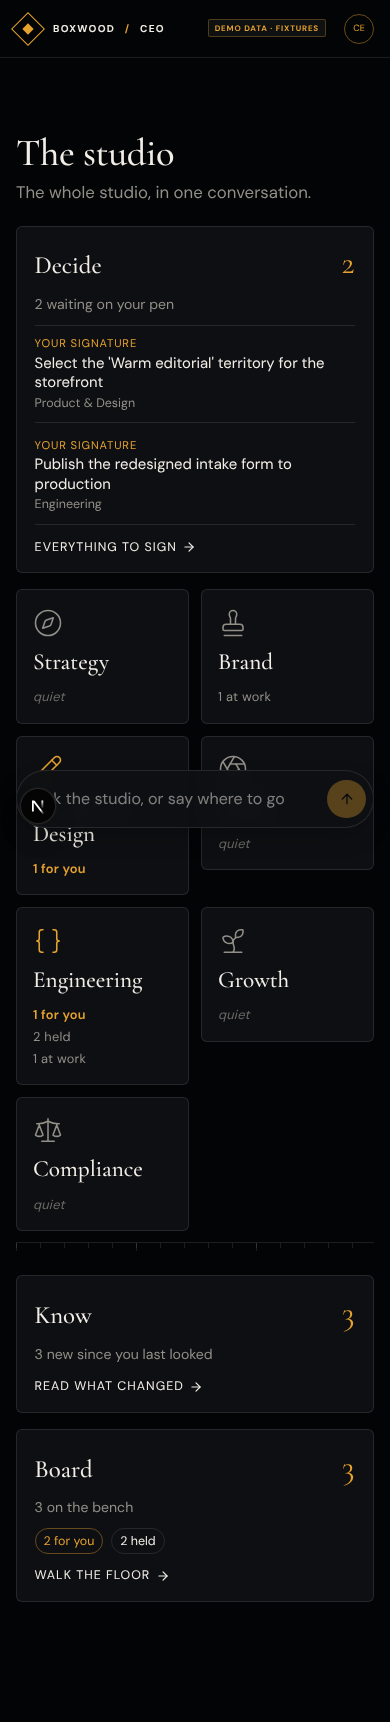 BOXWOOD / CEO
DEMO DATA · FIXTURES
CE
The studio
The whole studio, in one conversation.
Decide
2
2 waiting on your pen
YOUR SIGNATURE
Select the 'Warm editorial' territory for the
storefront
Product & Design
YOUR SIGNATURE
Publish the redesigned intake form to
production
Engineering
EVERYTHING TO SIGN →
Strategy
quiet
Brand
1 at work
N
k the studio, or say where to go
Design
1 for you
quiet
Engineering
1 for you
2 held
1 at work
Growth
quiet
Compliance
quiet
Know
3
3 new since you last looked
READ WHAT CHANGED →
Board
3
3 on the bench
2 for you
2 held
WALK THE FLOOR →